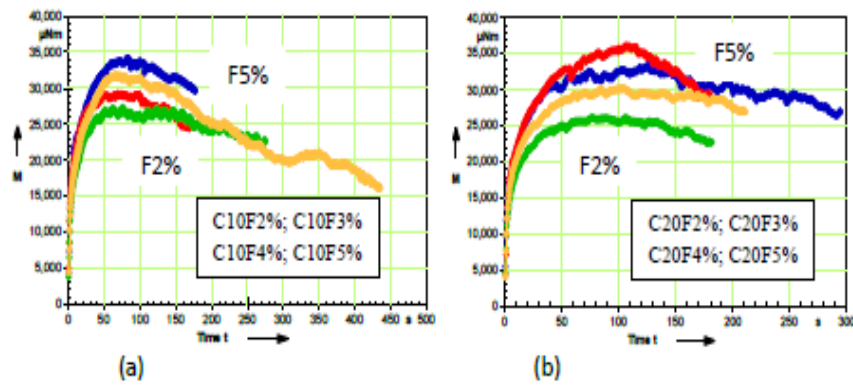 40,000
µNm
35,000
30,000
25,000
20,000
15,000
10,000
5,000
0
M
F5%
F2%
C10F2%; C10F3%
C10F4%; C10F5%
0 50 100 150 200 250 300 350 400 450 s 500
Time t
(a)
40,000
µNm
35,000
30,000
25,000
20,000
15,000
10,000
5,000
0
M
F5%
F2%
C20F2%; C20F3%
C20F4%; C20F5%
0 50 100 150 200 250 s 300
Time t
(b)